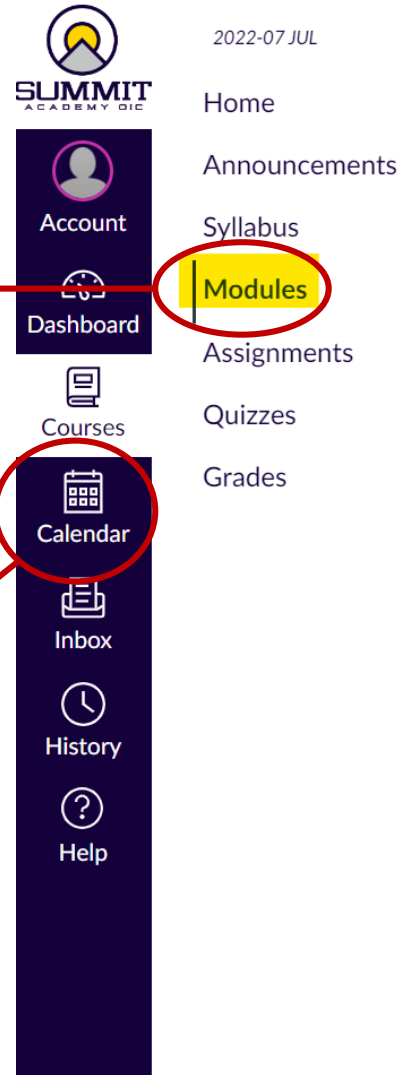 SUMMIT
ACADEMY OIC
Account
Dashboard
Courses
Calendar
Inbox
History
Help
2022-07 JUL
Home
Announcements
Syllabus
Modules
Assignments
Quizzes
Grades